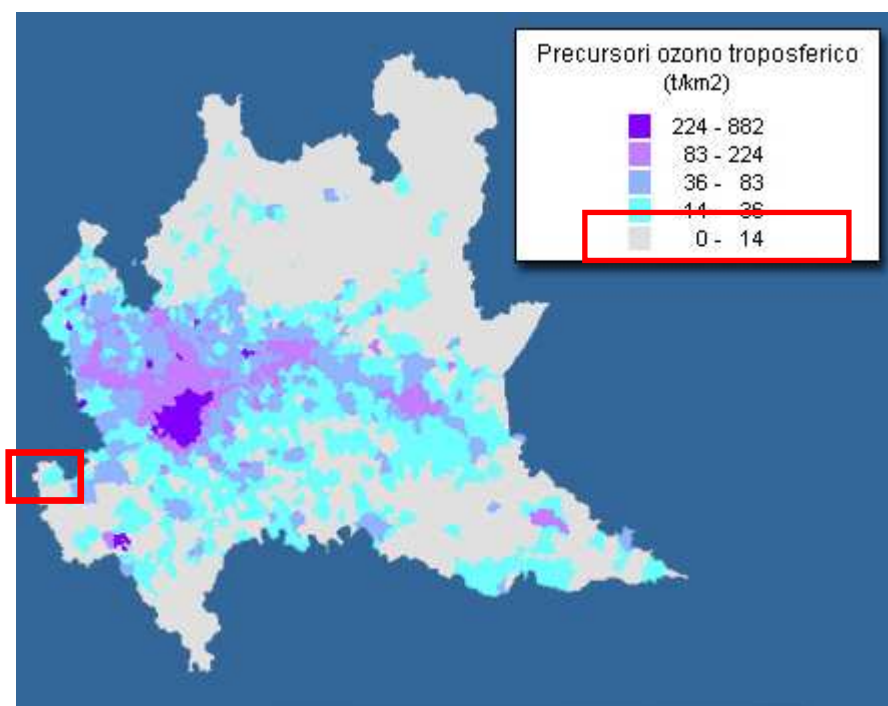 Precursori ozono troposferico
(t/km2)
224 - 882
83 - 224
36 - 83
14 - 36
0 - 14